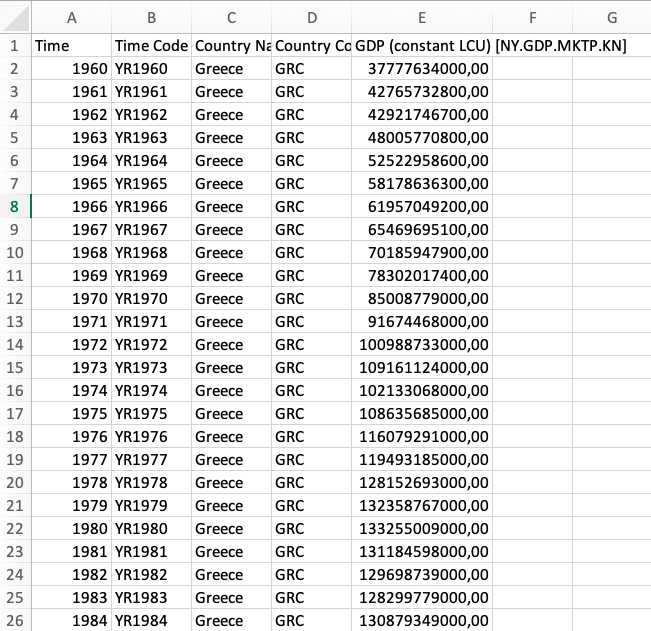 A B C D E F G
1 Time Time Code Country Na Country Co GDP (constant LCU) [NY.GDP.MKTP.KN]
2 1960 YR1960 Greece GRC 37777634000,00
3 1961 YR1961 Greece GRC 42765732800,00
4 1962 YR1962 Greece GRC 42921746700,00
5 1963 YR1963 Greece GRC 48005770800,00
6 1964 YR1964 Greece GRC 52522958600,00
7 1965 YR1965 Greece GRC 58178636300,00
8 1966 YR1966 Greece GRC 61957049200,00
9 1967 YR1967 Greece GRC 65469695100,00
10 1968 YR1968 Greece GRC 70185947900,00
11 1969 YR1969 Greece GRC 78302017400,00
12 1970 YR1970 Greece GRC 85008779000,00
13 1971 YR1971 Greece GRC 91674468000,00
14 1972 YR1972 Greece GRC 100988733000,00
15 1973 YR1973 Greece GRC 109161124000,00
16 1974 YR1974 Greece GRC 102133068000,00
17 1975 YR1975 Greece GRC 108635685000,00
18 1976 YR1976 Greece GRC 116079291000,00
19 1977 YR1977 Greece GRC 119493185000,00
20 1978 YR1978 Greece GRC 128152693000,00
21 1979 YR1979 Greece GRC 132358767000,00
22 1980 YR1980 Greece GRC 133255009000,00
23 1981 YR1981 Greece GRC 131184598000,00
24 1982 YR1982 Greece GRC 129698739000,00
25 1983 YR1983 Greece GRC 128299779000,00
26 1984 YR1984 Greece GRC 130879349000,00